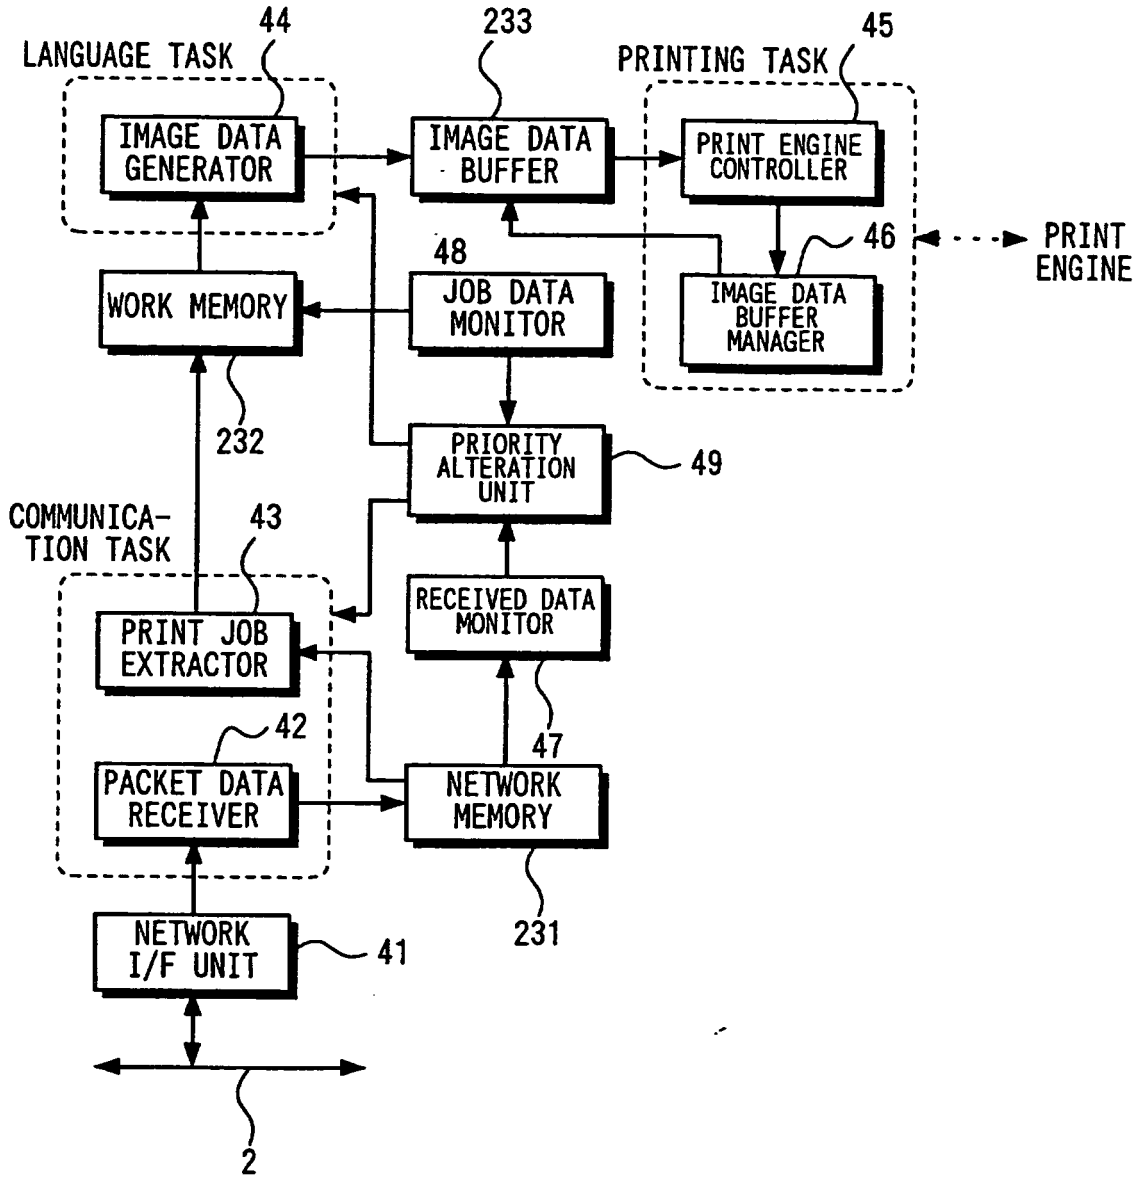 44
233
45
LANGUAGE TASK
PRINTING TASK
IMAGE DATA
GENERATOR
IMAGE DATA
BUFFER
PRINT ENGINE
CONTROLLER
46
PRINT
ENGINE
48
WORK MEMORY
JOB DATA
MONITOR
IMAGE DATA
BUFFER
MANAGER
232
PRIORITY
ALTERATION
UNIT
49
COMMUNICA-
TION TASK
43
RECEIVED DATA
MONITOR
PRINT JOB
EXTRACTOR
42
47
PACKET DATA
RECEIVER
NETWORK
MEMORY
231
NETWORK
I/F UNIT
41
2